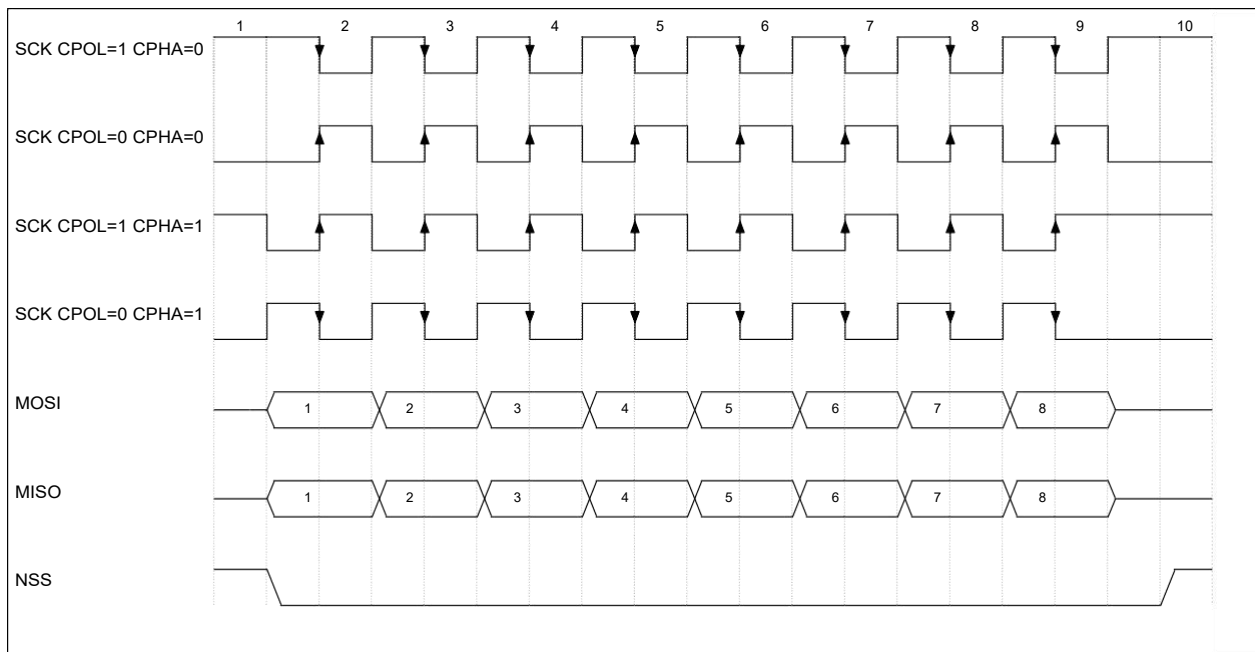 1 2 3 4 5 6 7 8 9 10
SCK CPOL=1 CPHA=0
SCK CPOL=0 CPHA=0
SCK CPOL=1 CPHA=1
SCK CPOL=0 CPHA=1
MOSI 1 2 3 4 5 6 7 8
MISO 1 2 3 4 5 6 7 8
NSS